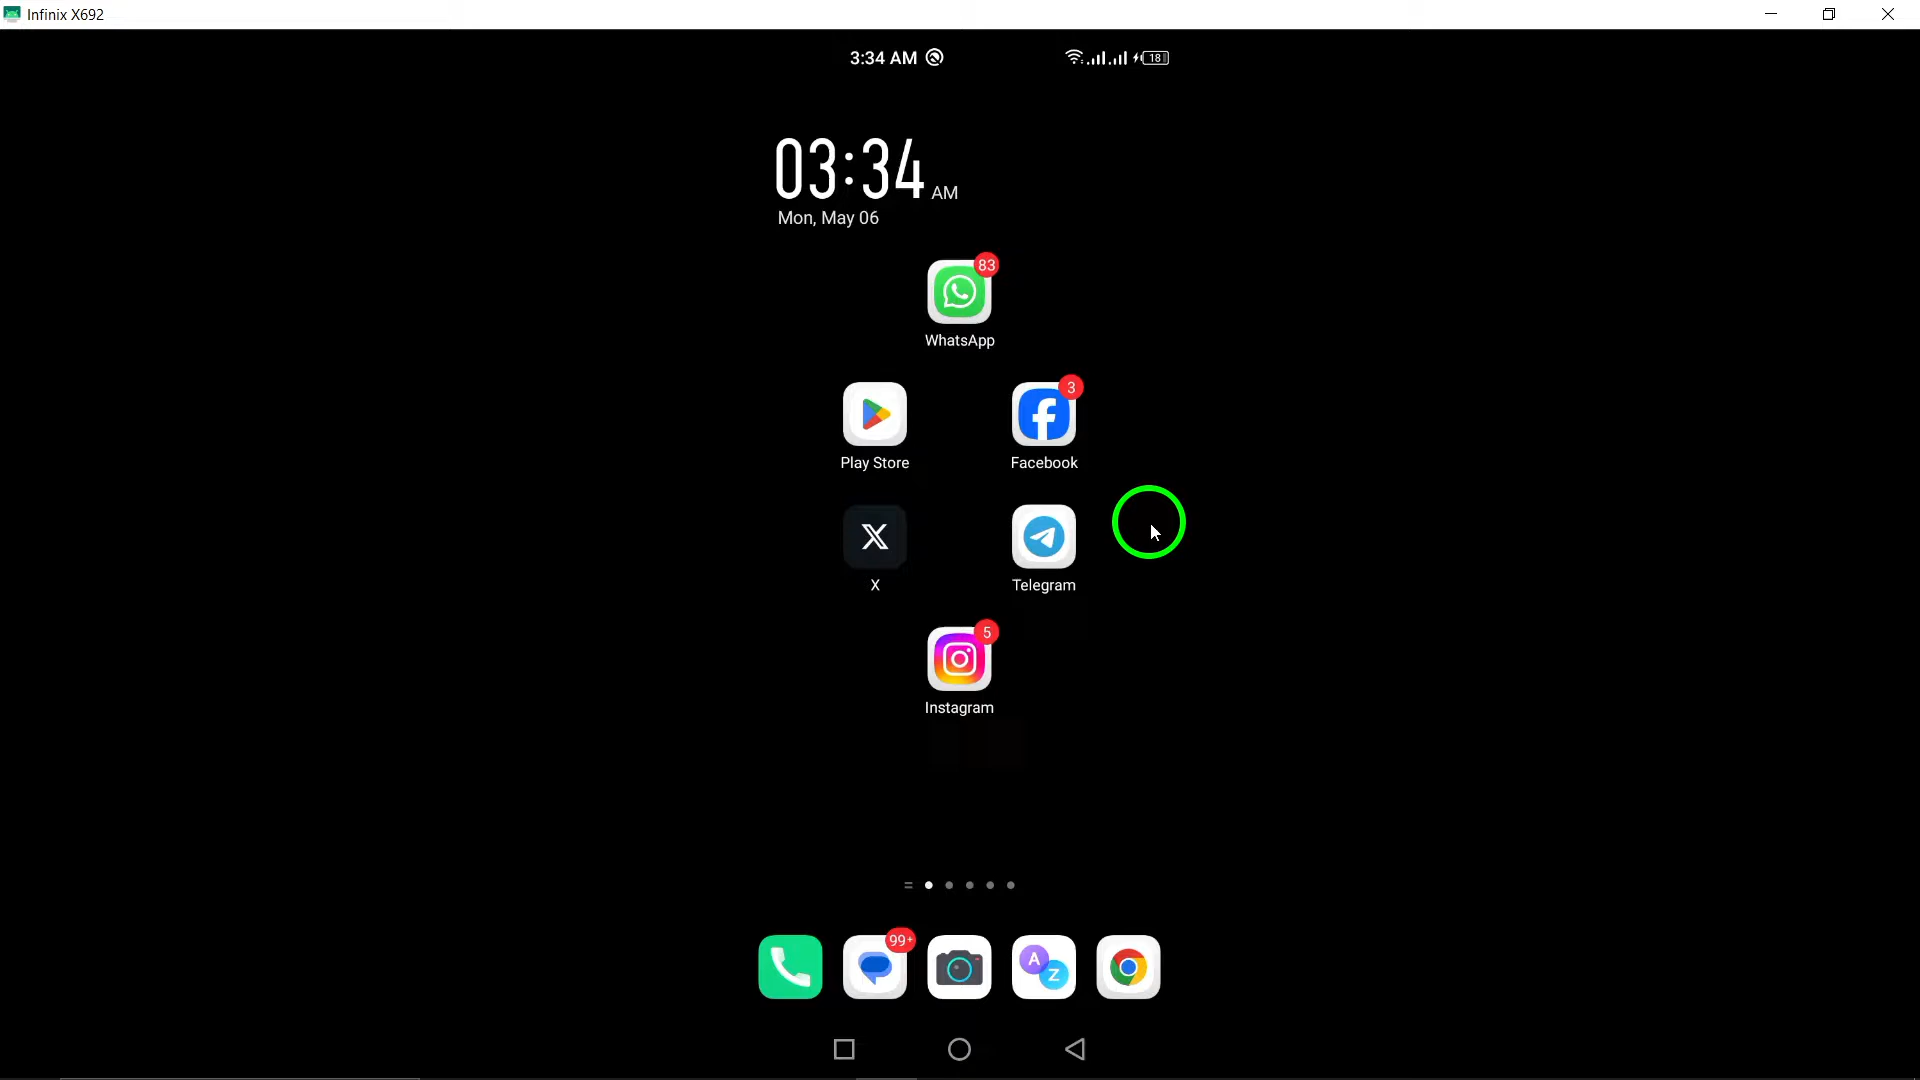 Infinix X692
3:34 AM
18
03:34 AM
Mon, May 06
83
WhatsApp
3
Play Store
Facebook
X
Telegram
5
Instagram
99+
A
Z